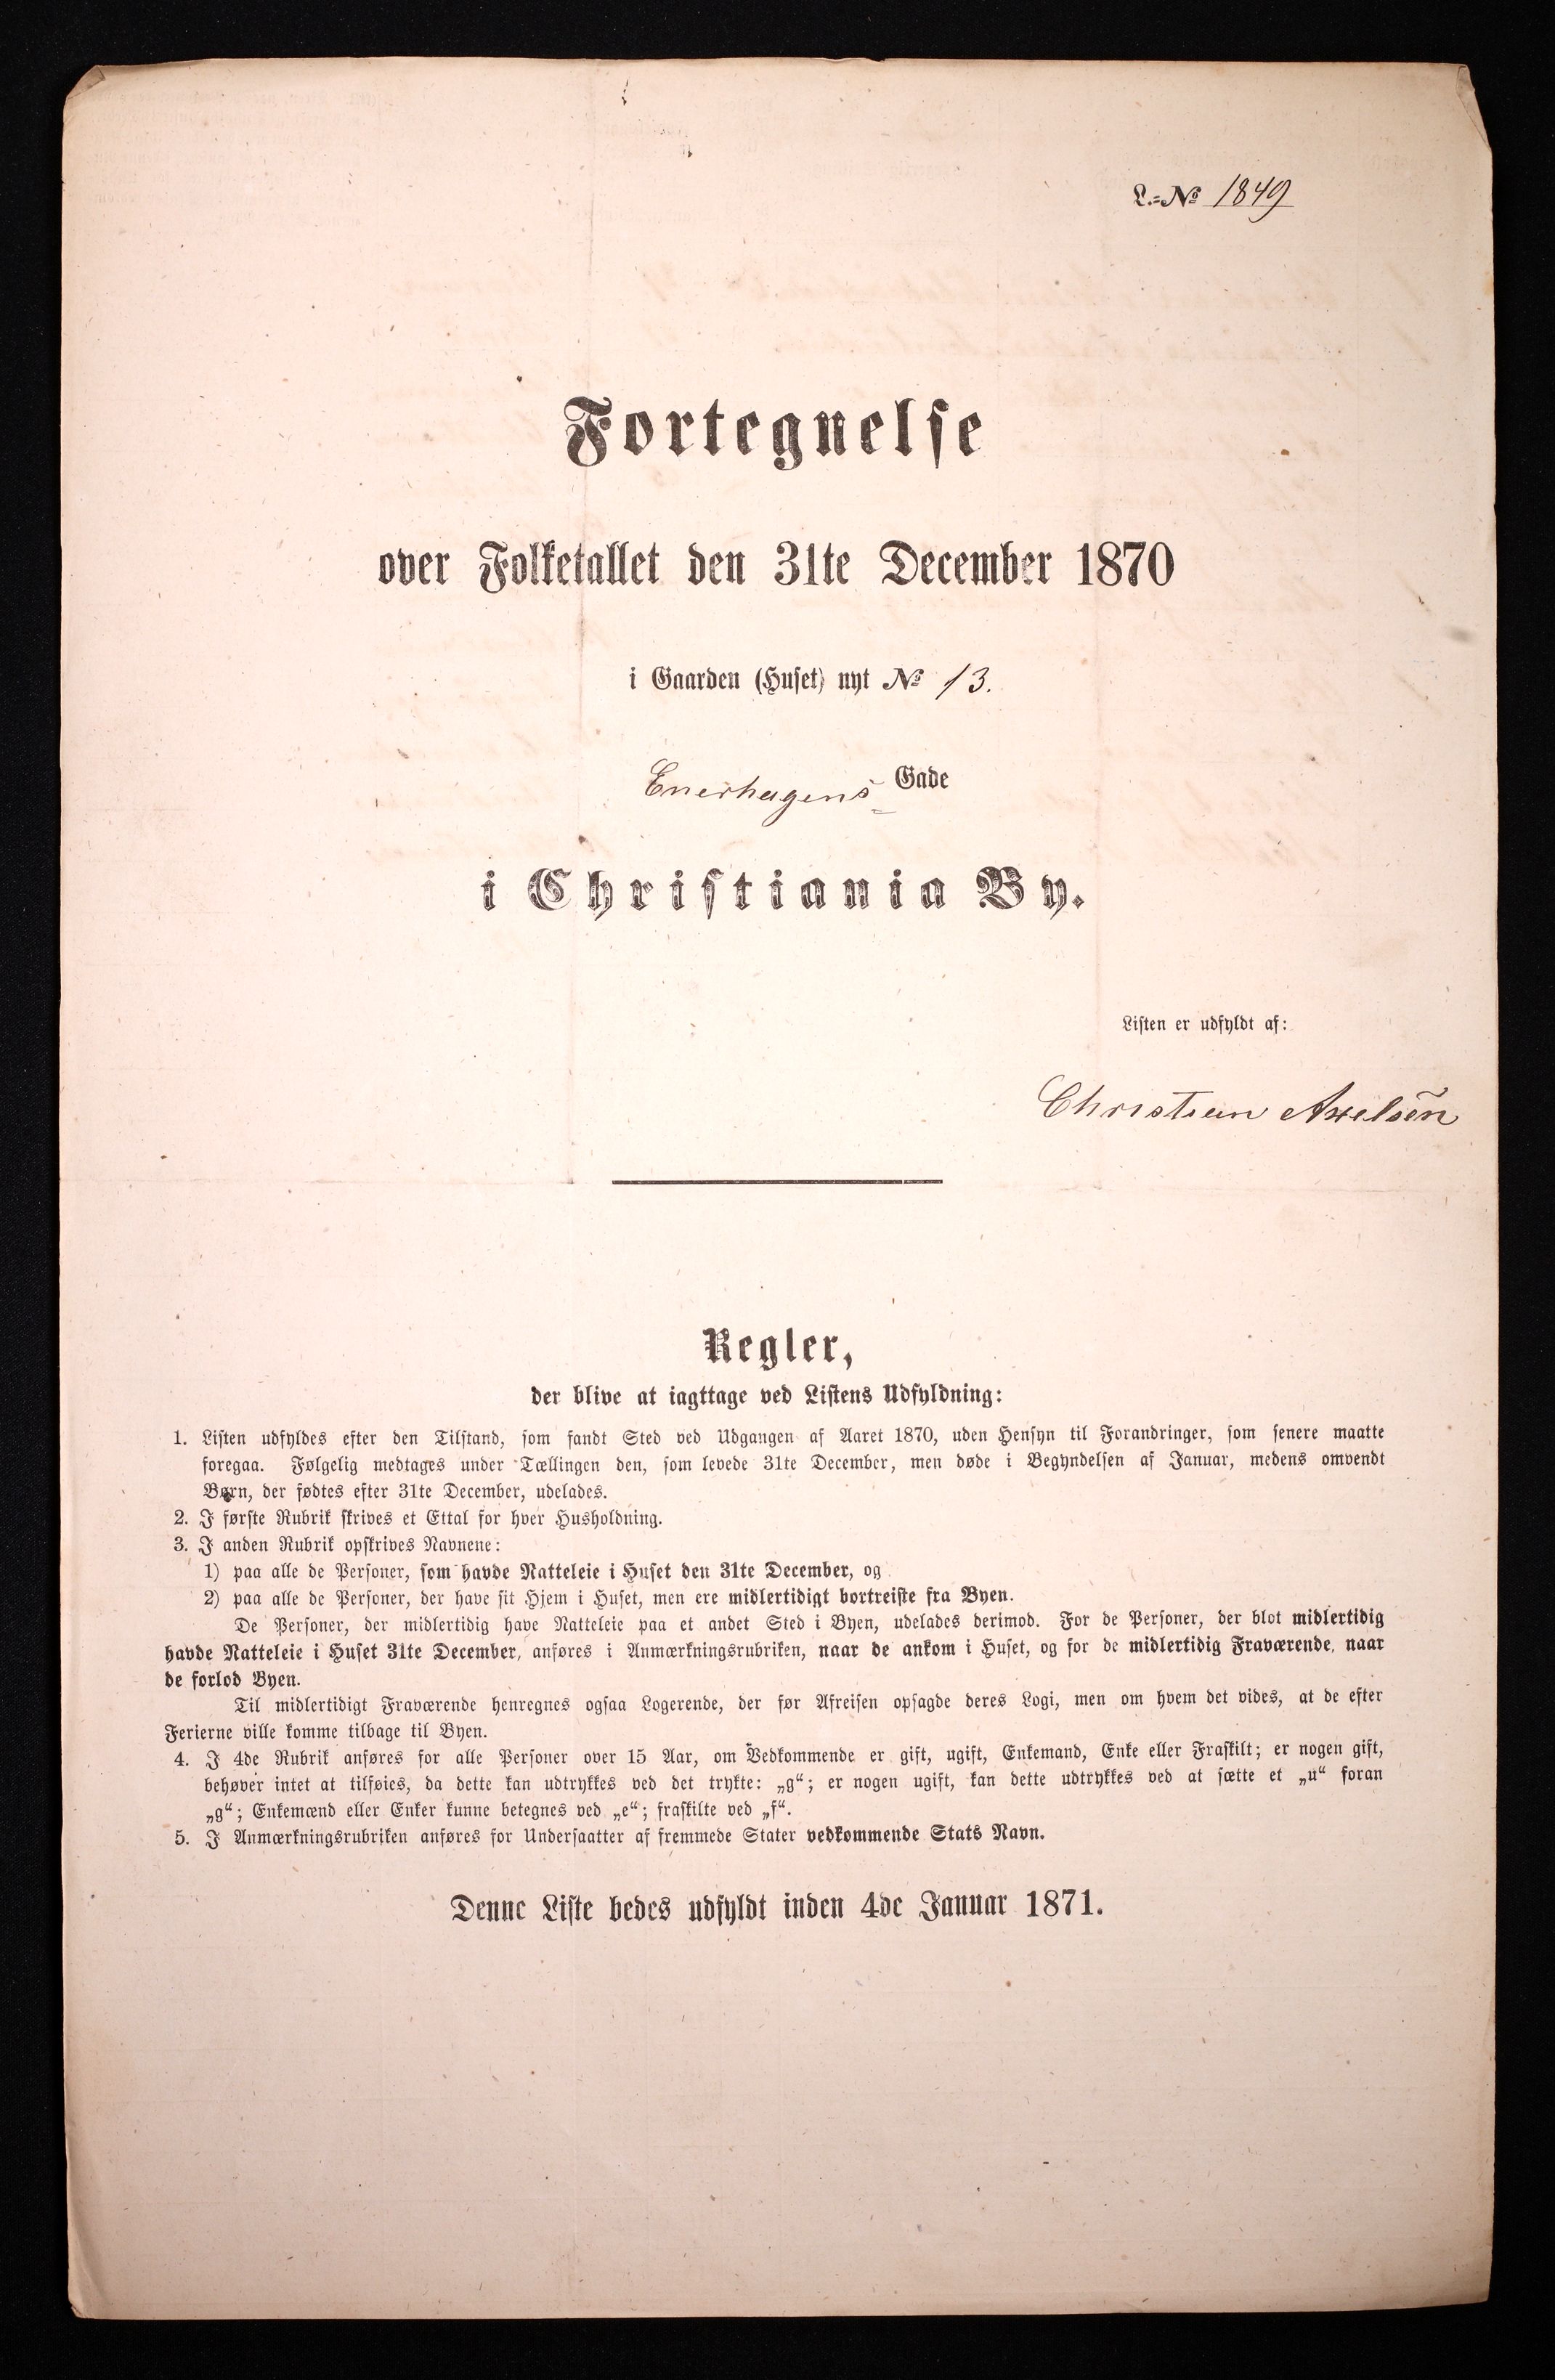 L.-№ 1849
Fortegnelse
over Folketallet den 31te December 1870
i Gaarden (Huset) nyt № 13.
Enerhagens Gade
i Christiania By.
Listen er udfyldt af:
Christian Axelsen
Regler,
der blive at iagttage ved Listens Udfyldning:
1. Listen udfyldes efter den Tilstand, som fandt Sted ved Udgangen af Aaret 1870, uden Hensyn til Forandringer, som senere maatte
foregaa. Følgelig medtages under Tællingen den, som levede 31te December, men døde i Begyndelsen af Januar, medens omvendt
Børn, der fødtes efter 31te December, udelades.
2. I første Rubrik skrives et Ettal for hver Husholdning.
3. I anden Rubrik opskrives Navnene:
1) paa alle de Personer, som havde Natteleie i Huset den 31te December, og
2) paa alle de Personer, der have sit Hjem i Huset, men ere midlertidigt bortreiste fra Byen.
De Personer, der midlertidig have Natteleie paa et andet Sted i Byen, udelades derimod. For de Personer, der blot midlertidig
havde Natteleie i Huset 31te December, anføres i Anmærkningsrubriken, naar de ankom i Huset, og for de midlertidig Fraværende, naar
de forlod Byen.
Til midlertidigt Fraværende henregnes ogsaa Logerende, der før Afreisen opsagde deres Logi, men om hvem det vides, at de efter
Ferierne ville komme tilbage til Byen.
4. I 4de Rubrik anføres for alle Personer over 15 Aar, om Vedkommende er gift, ugift, Enkemand, Enke eller Fraskilt; er nogen gift,
behøver intet at tilføies, da dette kan udtrykkes ved det trykte: „g“; er nogen ugift, kan dette udtrykkes ved at sætte et „u“ foran
„g“; Enkemænd eller Enker kunne betegnes ved „e“; fraskilte ved „f“.
5. I Anmærkningsrubriken anføres for Undersaatter af fremmede Stater vedkommende Stats Navn.
Denne Liste bedes udfyldt inden 4de Januar 1871.